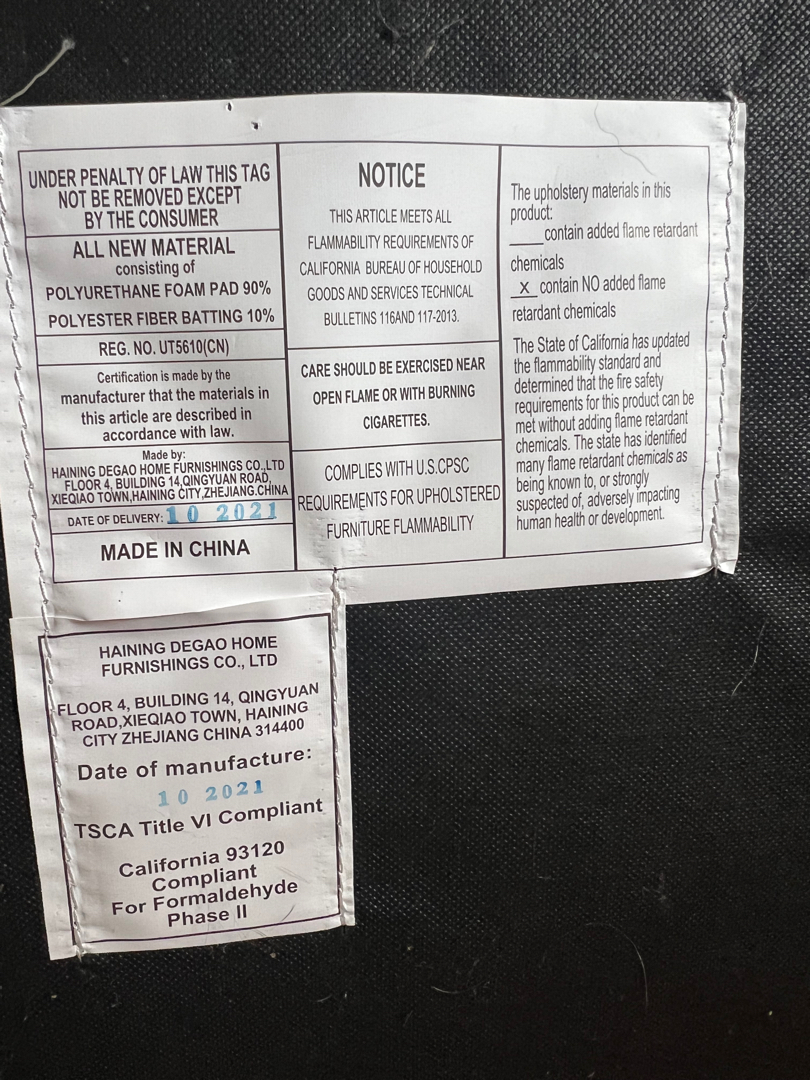 UNDER PENALTY OF LAW THIS TAG
NOT BE REMOVED EXCEPT
BY THE CONSUMER
ALL NEW MATERIAL
consisting of
POLYURETHANE FOAM PAD 90%
POLYESTER FIBER BATTING 10%
REG. NO. UT5610(CN)
Certification is made by the
manufacturer that the materials in
this article are described in
accordance with law.
Made by:
HAINING DEGAO HOME FURNISHINGS CO.,LTD
FLOOR 4, BUILDING 14,QINGYUAN ROAD,
XIEQIAO TOWN,HAINING CITY,ZHEJIANG.CHINA
DATE OF DELIVERY: 10 2021
MADE IN CHINA
NOTICE
THIS ARTICLE MEETS ALL
FLAMMABILITY REQUIREMENTS OF
CALIFORNIA BUREAU OF HOUSEHOLD
GOODS AND SERVICES TECHNICAL
BULLETINS 116AND 117-2013.
CARE SHOULD BE EXERCISED NEAR
OPEN FLAME OR WITH BURNING
CIGARETTES.
COMPLIES WITH U.S.CPSC
REQUIREMENTS FOR UPHOLSTERED
FURNITURE FLAMMABILITY
The upholstery materials in this
product:
____contain added flame retardant
chemicals
_x_ contain NO added flame
retardant chemicals
The State of California has updated
the flammability standard and
determined that the fire safety
requirements for this product can be
met without adding flame retardant
chemicals. The state has identified
many flame retardant chemicals as
being known to, or strongly
suspected of, adversely impacting
human health or development.
HAINING DEGAO HOME
FURNISHINGS CO., LTD
FLOOR 4, BUILDING 14, QINGYUAN
ROAD,XIEQIAO TOWN, HAINING
CITY ZHEJIANG CHINA 314400
Date of manufacture:
10 2021
TSCA Title VI Compliant
California 93120
Compliant
For Formaldehyde
Phase II